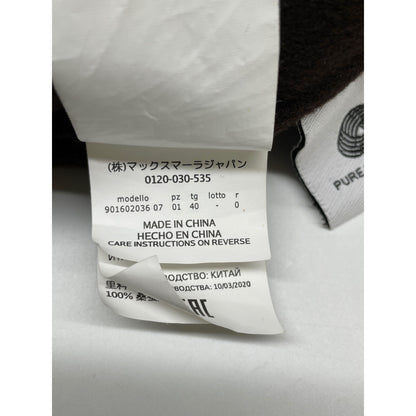 (株)マックスマーラジャパン
0120-030-535
modello pz tg lotto r
901602036 07 01 40 - 0
MADE IN CHINA
HECHO EN CHINA
CARE INSTRUCTIONS ON REVERSE
КИТАЙ
10/03/2020
100%
EAC
PURE